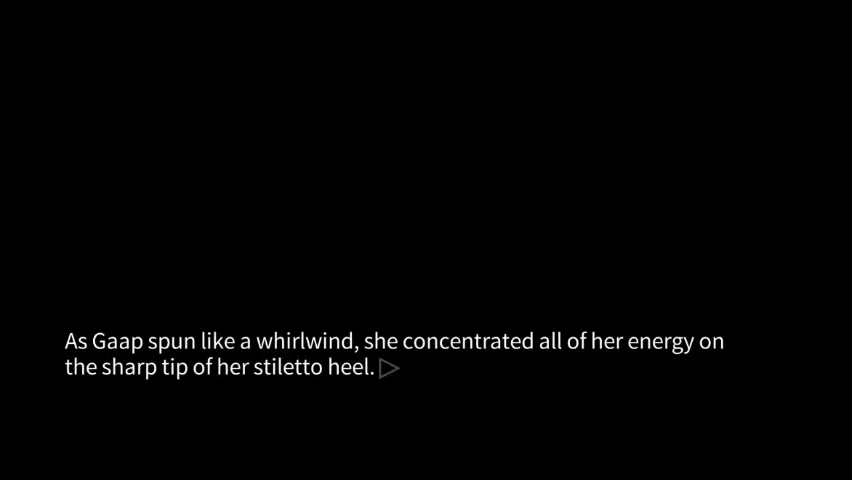 As Gaap spun like a whirlwind, she concentrated all of her energy on
the sharp tip of her stiletto heel.